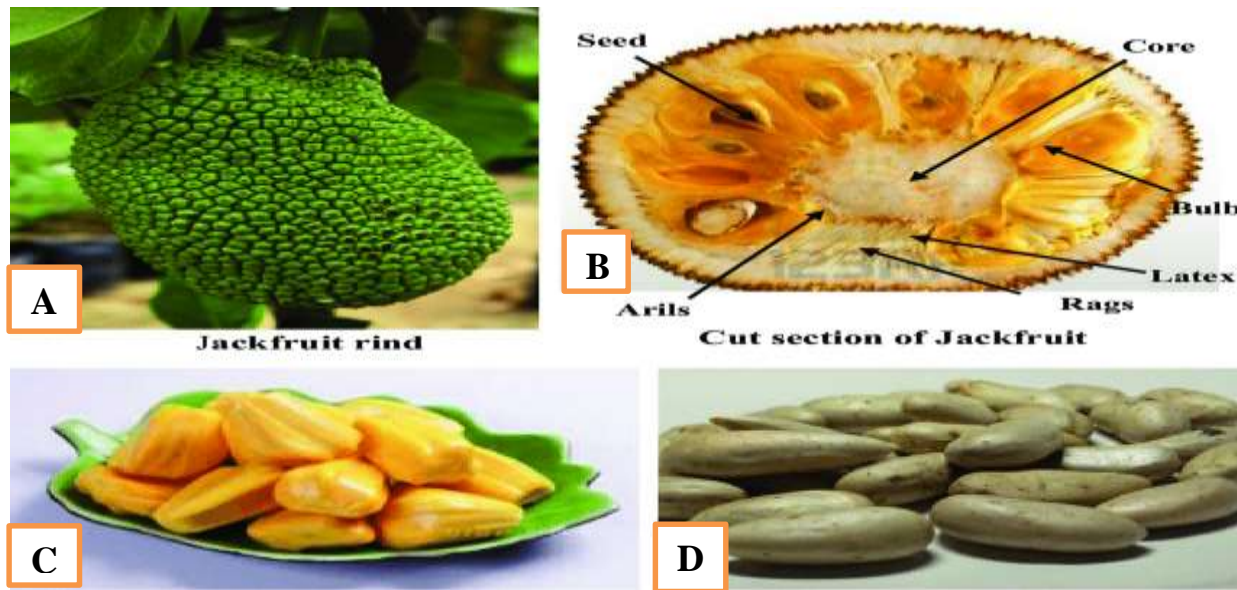 Seed
Core
Bulb
Latex
Rags
Arils
A
B
Jackfruit rind
Cut section of Jackfruit
C
D